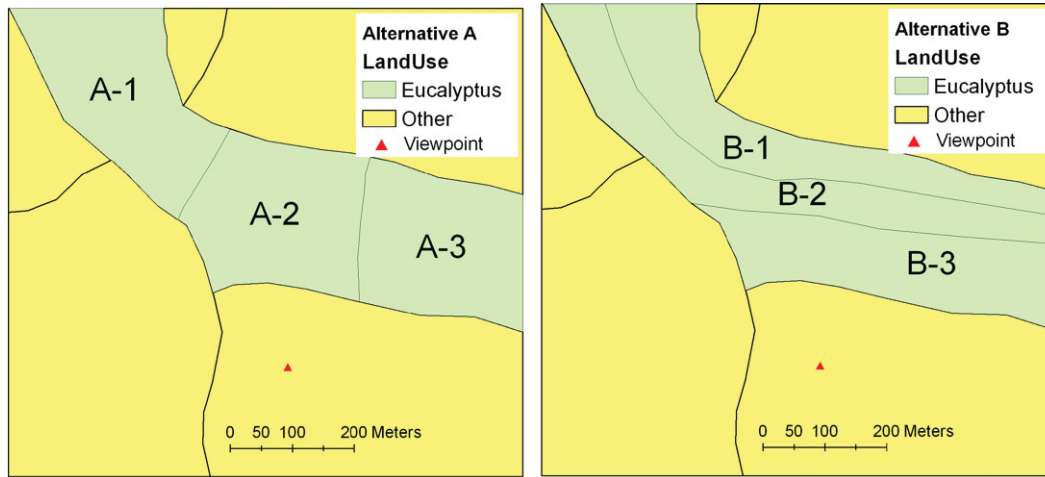 Alternative A
LandUse
Eucalyptus
Other
Viewpoint
A-1
A-2
A-3
0 50 100 200 Meters
Alternative B
LandUse
Eucalyptus
Other
Viewpoint
B-1
B-2
B-3
0 50 100 200 Meters